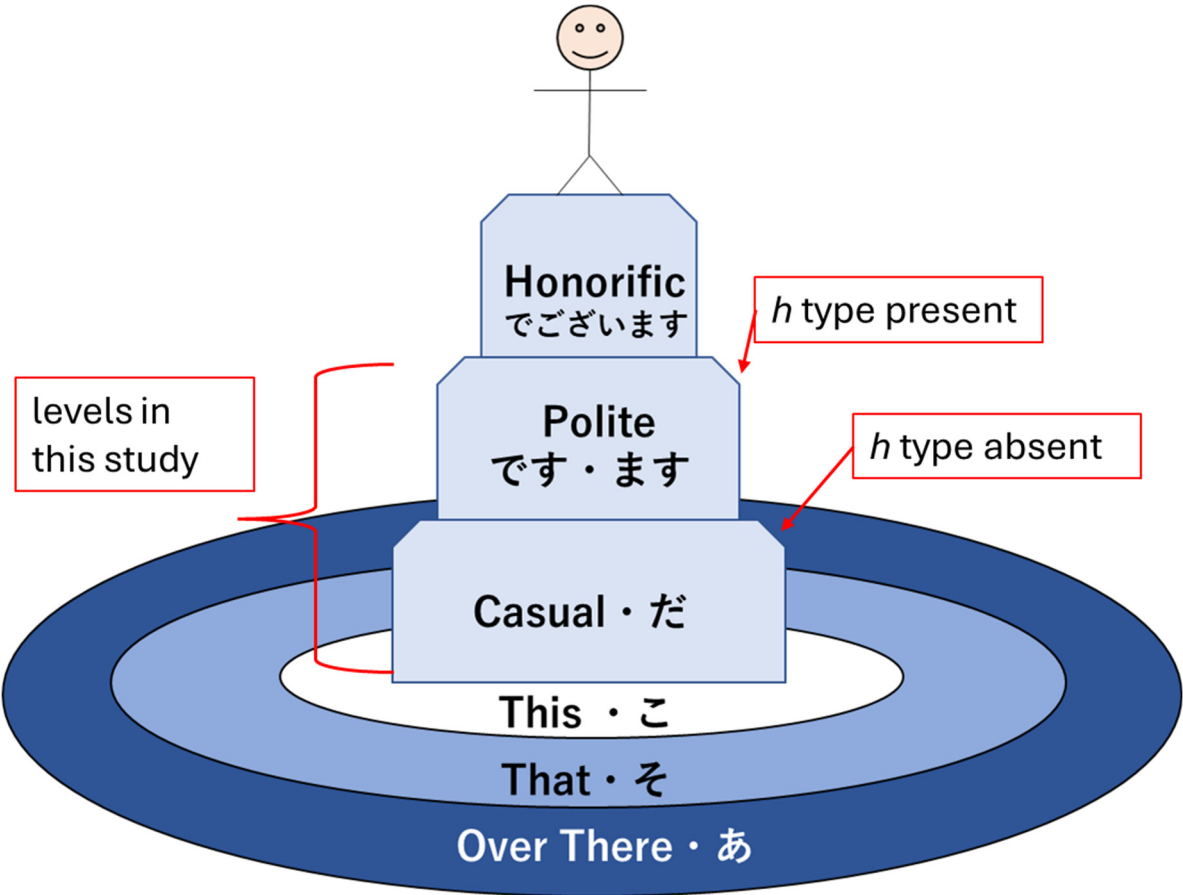 Honorific
でございます
h type present
levels in
this study
Polite
です・ます
h type absent
Casual・だ
This ・こ
That・そ
Over There・あ